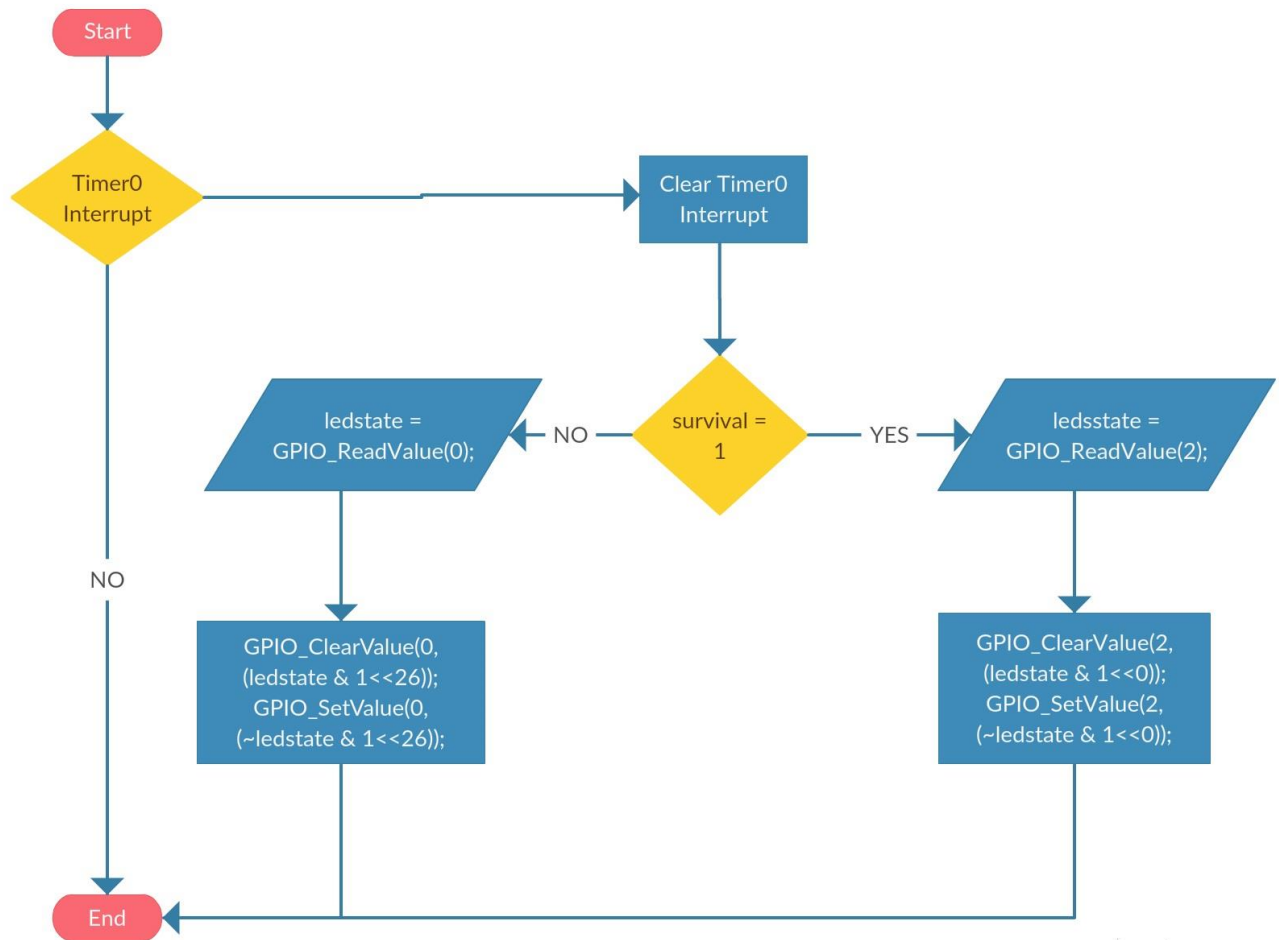 Start
Timer0
Interrupt
Clear Timer0
Interrupt
survival =
1
NO
YES
ledstate =
GPIO_ReadValue(0);
ledsstate =
GPIO_ReadValue(2);
NO
GPIO_ClearValue(0,
(ledstate & 1<<26));
GPIO_SetValue(0,
(~ledstate & 1<<26));
GPIO_ClearValue(2,
(ledstate & 1<<0));
GPIO_SetValue(2,
(~ledstate & 1<<0));
End